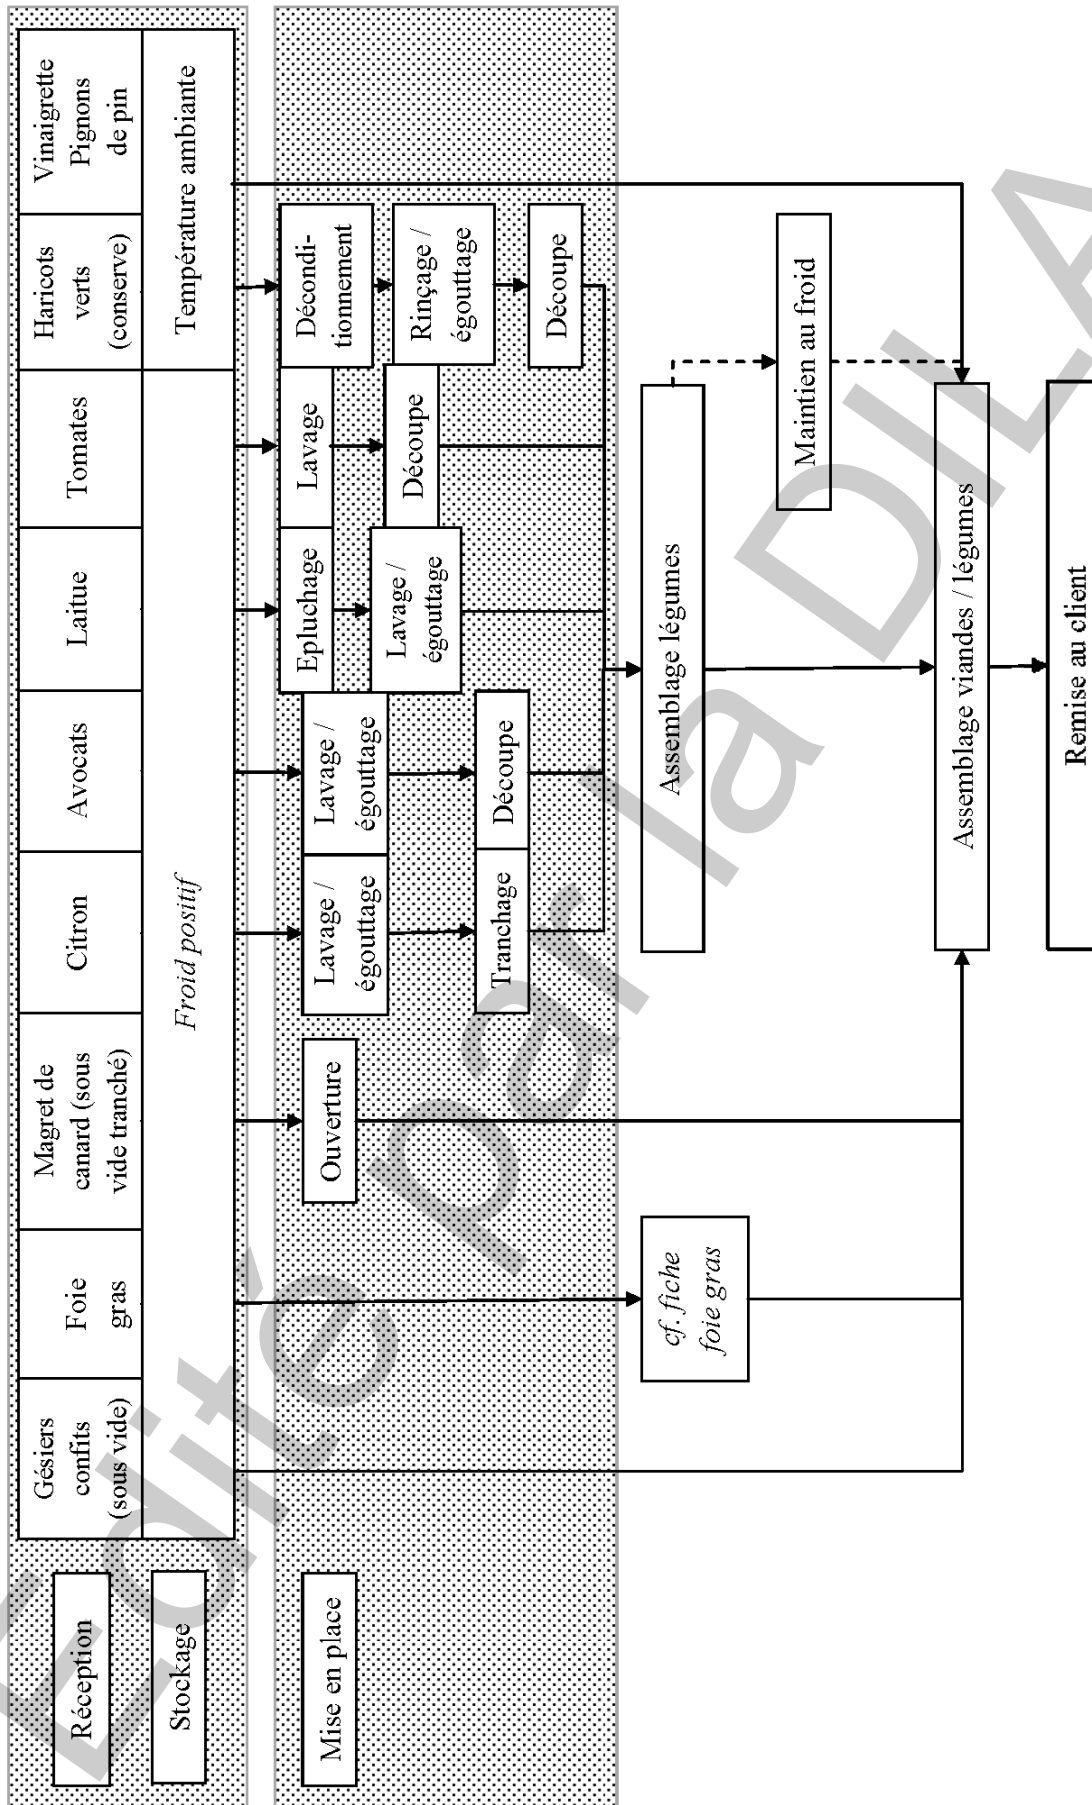 Réception
Gésiers
confits
(sous vide)
Foie
gras
Magret de
canard (sous
vide tranché)
Citron
Avocats
Laitue
Tomates
Haricots
verts
(conserve)
Vinaigrette
Pignons
de pin
Stockage
Froid positif
Température ambiante
Mise en place
Ouverture
Lavage /
égouttage
Tranchage
Lavage /
égouttage
Découpe
Epluchage
Lavage /
égouttage
Lavage
Découpe
Décondi-
tionnement
Rinçage /
égouttage
Découpe
cf. fiche
foie gras
Assemblage légumes
Maintien au froid
Assemblage viandes / légumes
Remise au client
Edité par la DILA